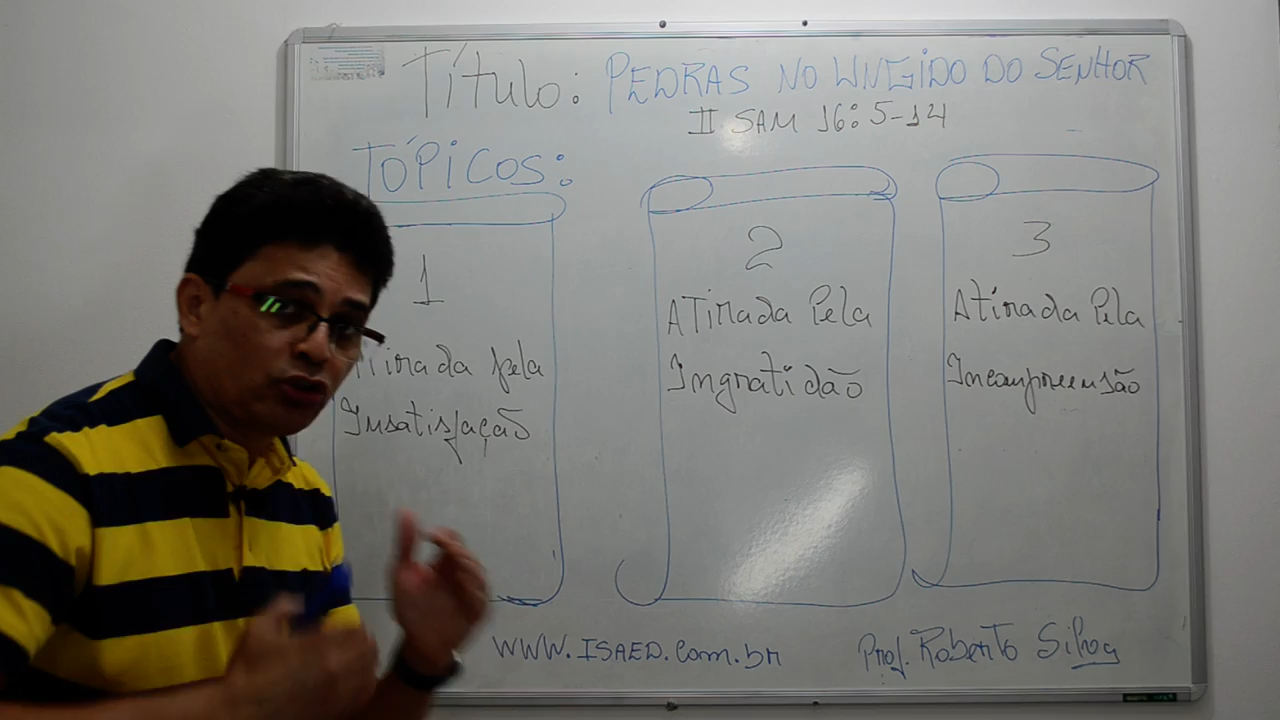 Título: PEDRAS NO UNGIDO DO SENHOR
II SAM 16:5-14
TÓPICOS:
1
Atirada pela
Insatisfação
2
ATirada Pela
Ingratidão
3
Atirada Pela
Incompreensão
WWW.ISAED.com.br
Prof. Roberto Silva